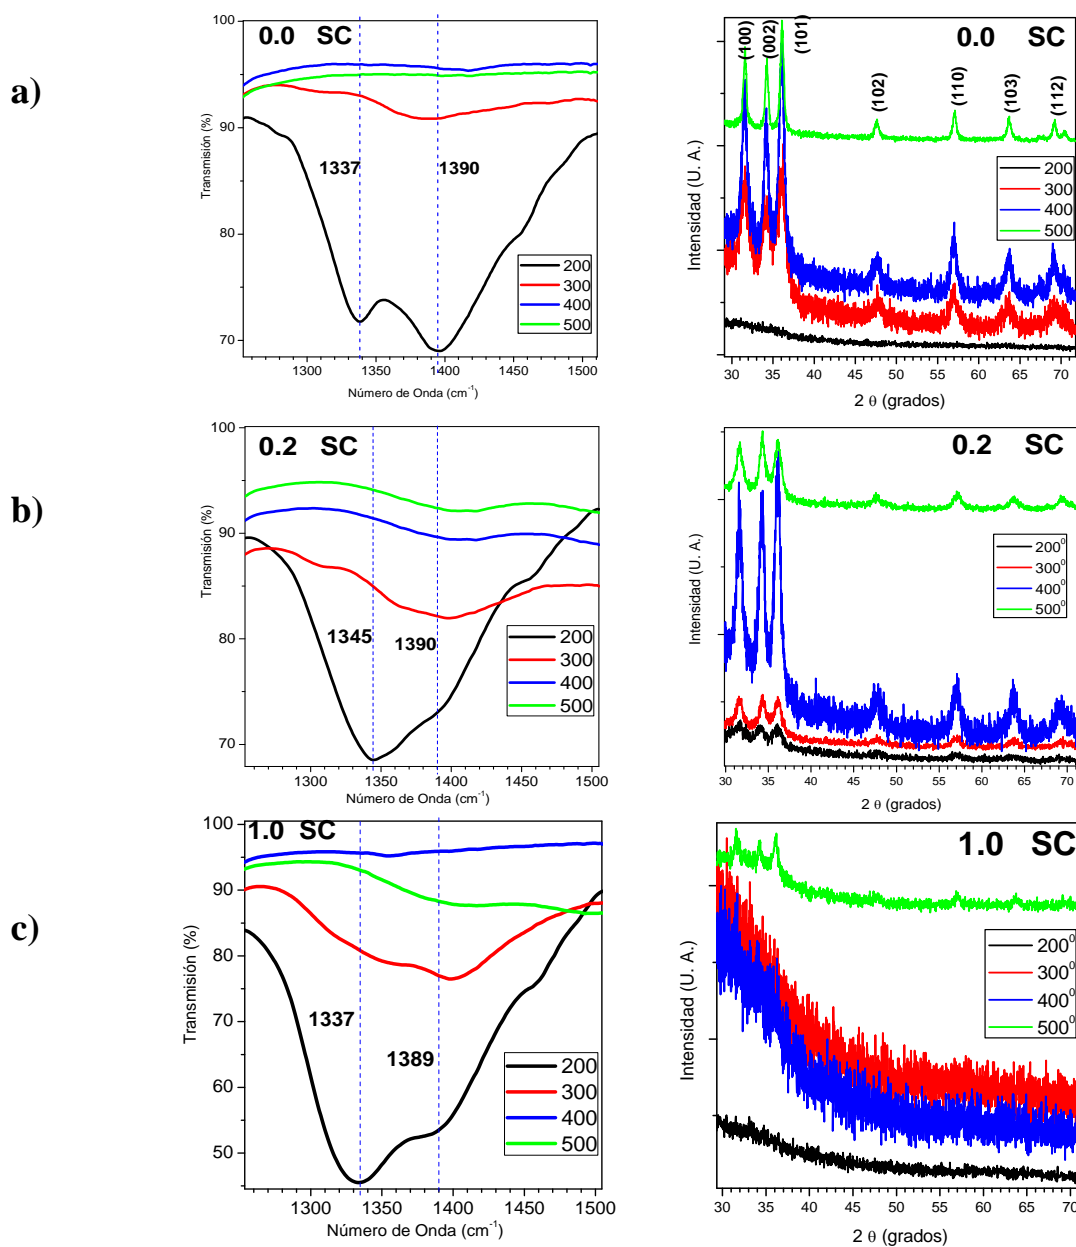 a)
0.0 SC
100
90
80
70
Transmisión (%)
1337
1390
200
300
400
500
1300
1350
1400
1450
1500
Número de Onda (cm⁻¹)
0.0 SC
(100)
(002)
(101)
(102)
(110)
(103)
(112)
Intensidad (U. A.)
200
300
400
500
30 35 40 45 50 55 60 65 70
2 θ (grados)
b)
0.2 SC
100
90
80
70
Transmisión (%)
1345
1390
200
300
400
500
1300
1350
1400
1450
1500
Número de Onda (cm⁻¹)
0.2 SC
Intensidad (U. A.)
200⁰
300⁰
400⁰
500⁰
30 35 40 45 50 55 60 65 70
2 θ (grados)
c)
1.0 SC
100
90
80
70
60
50
Transmisión (%)
1337
1389
200
300
400
500
1300
1350
1400
1450
1500
Número de Onda (cm⁻¹)
1.0 SC
Intensidad (U. A.)
200⁰
300⁰
400⁰
500⁰
30 35 40 45 50 55 60 65 70
2 θ (grados)